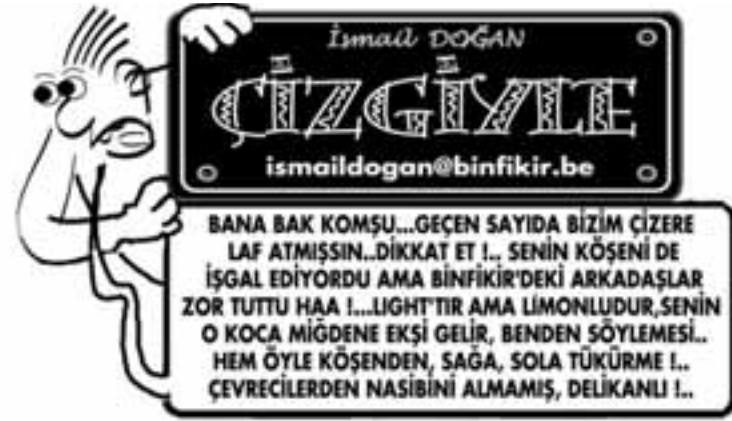 İsmail DOĞAN
ÇİZGİYLE
ismaildogan@binfikir.be
BANA BAK KOMŞU...GEÇEN SAYIDA BİZİM ÇİZERE
LAF ATMIŞSIN..DİKKAT ET !.. SENİN KÖŞENİ DE
İŞGAL EDİYORDU AMA BİNFİKİR'DEKİ ARKADAŞLAR
ZOR TUTTU HAA !...LIGHT'TIR AMA LİMONLUDUR,SENİN
O KOCA MİĞDENE EKŞİ GELİR, BENDEN SÖYLEMESİ..
HEM ÖYLE KÖŞENDEN, SAĞA, SOLA TÜKÜRME !..
ÇEVRECİLERDEN NASİBİNİ ALMAMIŞ, DELİKANLI !..